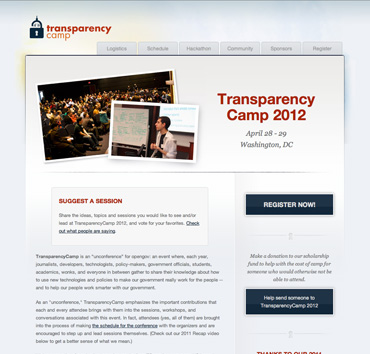 transparency
camp
Logistics Schedule Hackathon Community Sponsors Register
Transparency
Camp 2012
April 28 - 29
Washington, DC
SUGGEST A SESSION
Share the ideas, topics and sessions you would like to see and/or
lead at TransparencyCamp 2012, and vote for your favorites. Check
out what people are saying.
REGISTER NOW!
Make a donation to our scholarship
fund to help with the cost of camp for
someone who would otherwise not be
able to attend.
Help send someone to
TransparencyCamp 2012
TransparencyCamp is an "unconference" for opengov: an event where, each year,
journalists, developers, technologists, policy-makers, government officials, students,
academics, wonks, and everyone in between gather to share their knowledge about how
to use new technologies and policies to make our government really work for the people —
and to help our people work smarter with our government.
As an "unconference," TransparencyCamp emphasizes the important contributions that
each and every attendee brings with them into the sessions, workshops, and
conversations associated with this event. In fact, attendees (yes, all of them) are brought
into the process of making the schedule for the conference with the organizers and are
encouraged to step up and lead sessions themselves. (Check out our 2011 Recap video
below to get a better sense of what we mean.)
THANKS TO OUR 2011